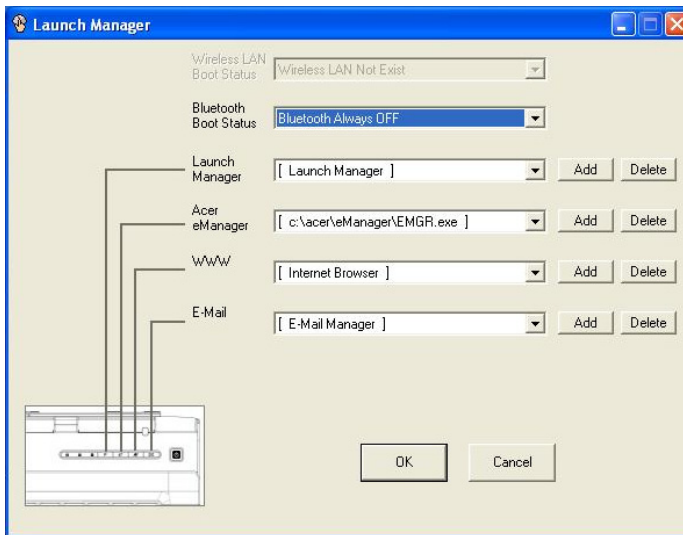 Launch Manager
Wireless LAN
Boot Status
Wireless LAN Not Exist
Bluetooth
Boot Status
Bluetooth Always OFF
Launch
Manager
[ Launch Manager ]
Add
Delete
Acer
eManager
[ c:\acer\eManager\EMGR.exe ]
Add
Delete
WWW
[ Internet Browser ]
Add
Delete
E-Mail
[ E-Mail Manager ]
Add
Delete
OK
Cancel